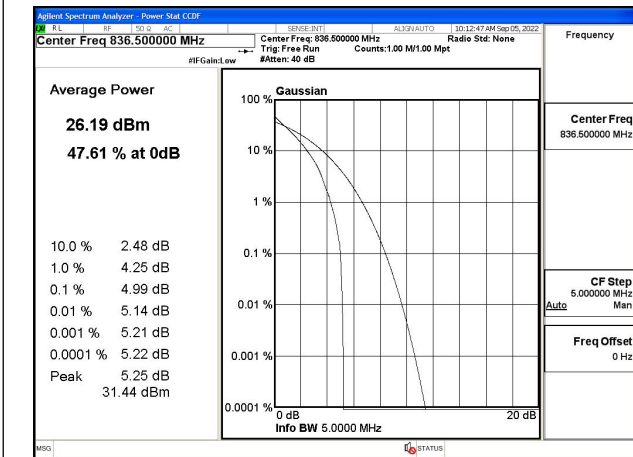 Agilent Spectrum Analyzer - Power Stat CCDF
RL RF 50 Ω AC SENSE:INT ALIGN AUTO 10:12:47 AM Sep 05, 2022
Center Freq 836.500000 MHz
Center Freq: 836.500000 MHz Radio Std: None
Trig: Free Run Counts:1.00 M/1.00 Mpt
#IFGain:Low #Atten: 40 dB
Frequency
Average Power
26.19 dBm
47.61 % at 0dB
10.0 % 2.48 dB
1.0 % 4.25 dB
0.1 % 4.99 dB
0.01 % 5.14 dB
0.001 % 5.21 dB
0.0001 % 5.22 dB
Peak 5.25 dB
31.44 dBm
Gaussian
100 %
10 %
1 %
0.1 %
0.01 %
0.001 %
0.0001 %
0 dB 20 dB
Info BW 5.0000 MHz
Center Freq
836.500000 MHz
CF Step
5.000000 MHz
Auto Man
Freq Offset
0 Hz
MSG STATUS